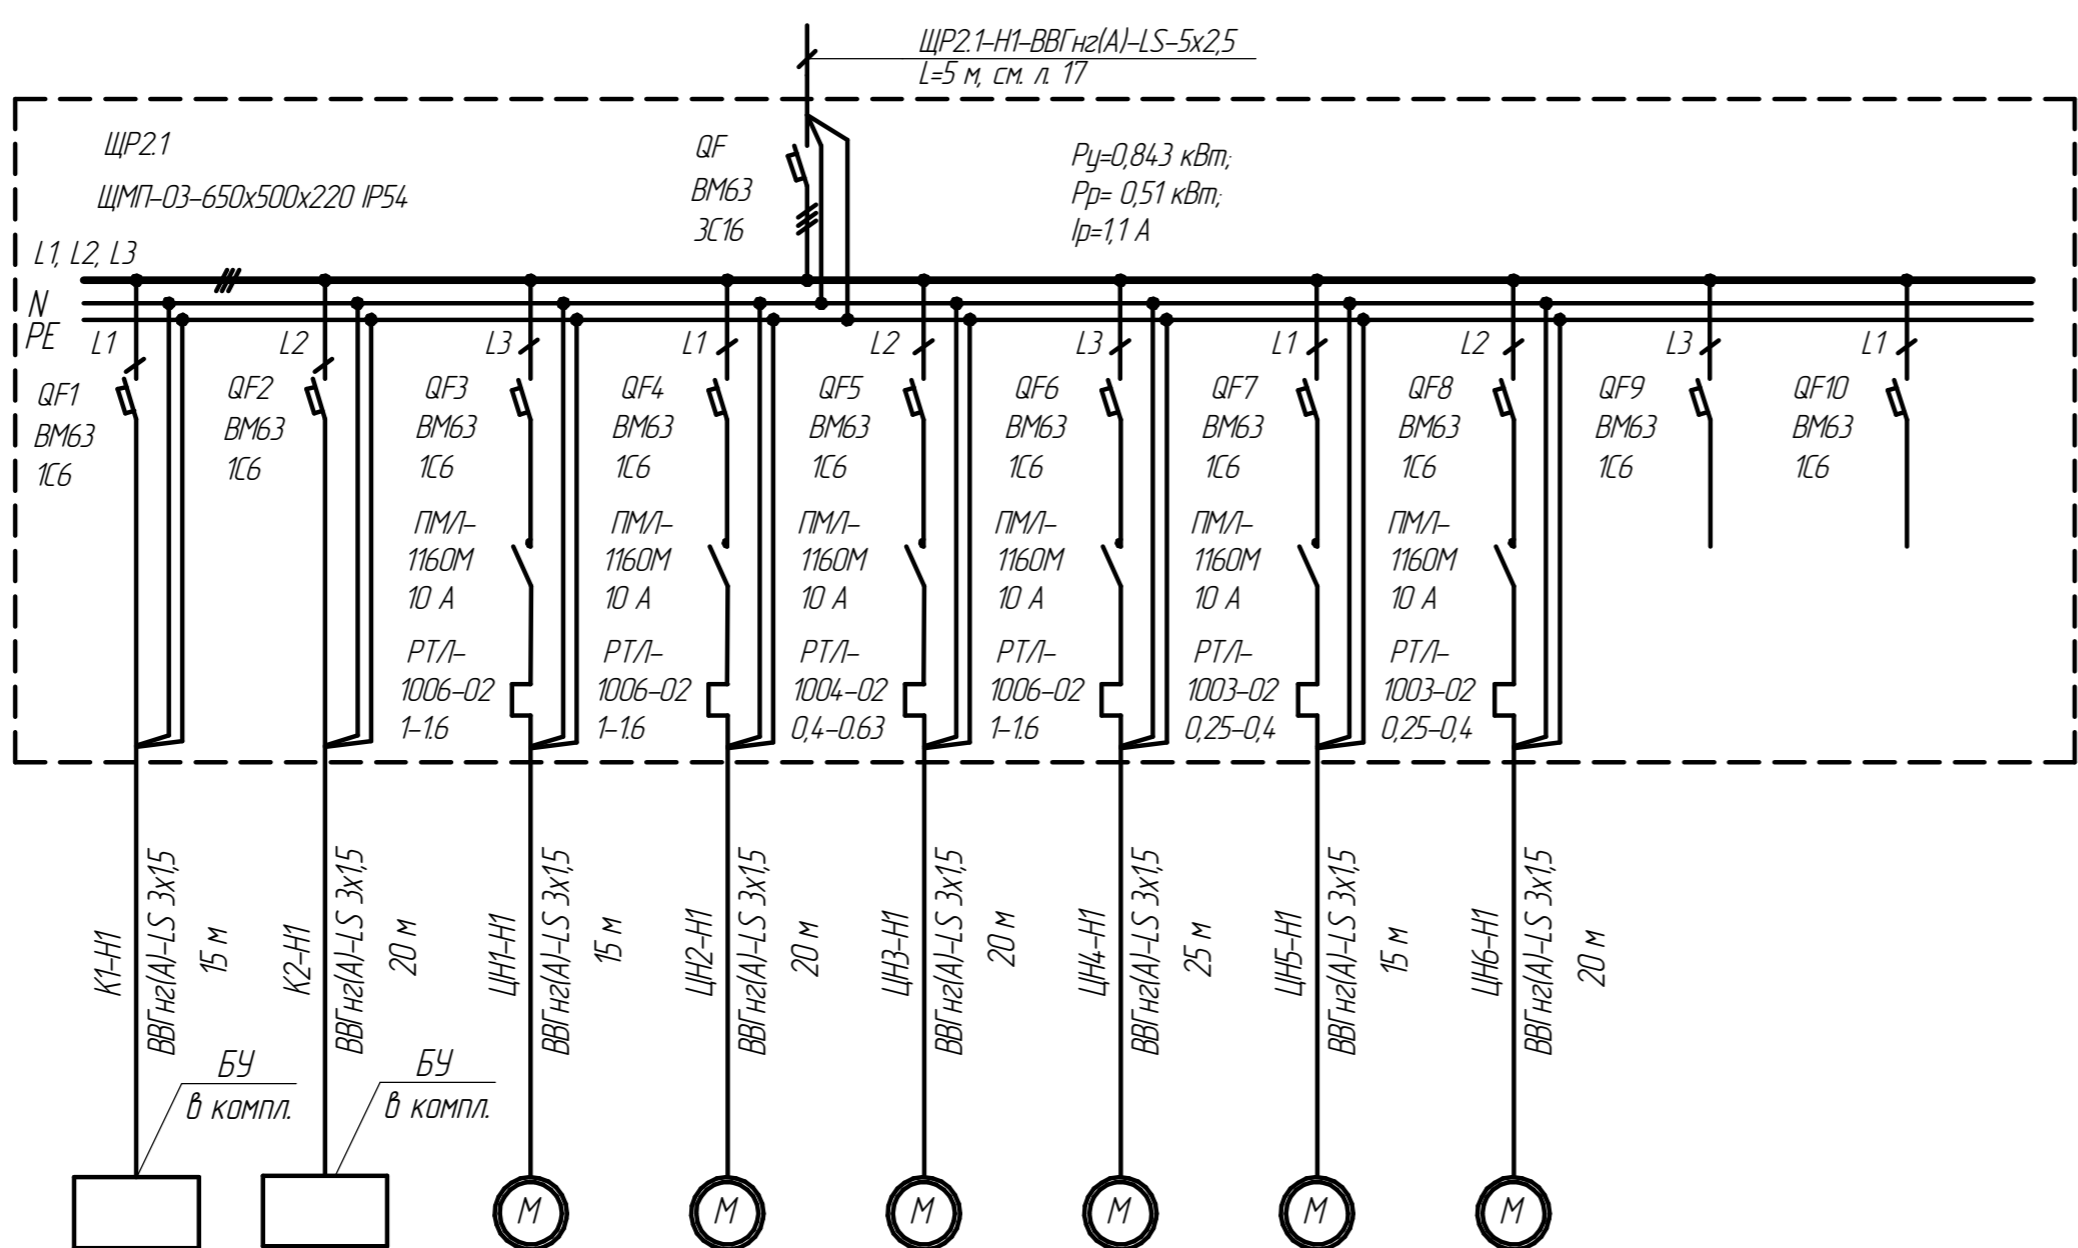 ЩР2.1-Н1-ВВГнг(А)-LS-5х2,5
L=5 м, см. л. 17
ЩР2.1
ЩМП-03-650х500х220 IP54
QF
ВМ63
3С16
Ру=0,843 кВт;
Рр= 0,51 кВт;
Iр=1,1 А
L1, L2, L3
N
PE
L1
QF1
ВМ63
1С6
L2
QF2
ВМ63
1С6
L3
QF3
ВМ63
1С6
ПМЛ-
1160М
10 А
РТЛ-
1006-02
1-1.6
L1
QF4
ВМ63
1С6
ПМЛ-
1160М
10 А
РТЛ-
1006-02
1-1.6
L2
QF5
ВМ63
1С6
ПМЛ-
1160М
10 А
РТЛ-
1004-02
0,4-0.63
L3
QF6
ВМ63
1С6
ПМЛ-
1160М
10 А
РТЛ-
1006-02
1-1.6
L1
QF7
ВМ63
1С6
ПМЛ-
1160М
10 А
РТЛ-
1003-02
0,25-0,4
L2
QF8
ВМ63
1С6
ПМЛ-
1160М
10 А
РТЛ-
1003-02
0,25-0,4
L3
QF9
ВМ63
1С6
L1
QF10
ВМ63
1С6
К1-Н1
ВВГнг(А)-LS 3х1,5
15 м
К2-Н1
ВВГнг(А)-LS 3х1,5
20 м
ЦН1-Н1
ВВГнг(А)-LS 3х1,5
15 м
ЦН2-Н1
ВВГнг(А)-LS 3х1,5
20 м
ЦН3-Н1
ВВГнг(А)-LS 3х1,5
20 м
ЦН4-Н1
ВВГнг(А)-LS 3х1,5
25 м
ЦН5-Н1
ВВГнг(А)-LS 3х1,5
15 м
ЦН6-Н1
ВВГнг(А)-LS 3х1,5
20 м
БУ
в компл.
БУ
в компл.
М
М
М
М
М
М